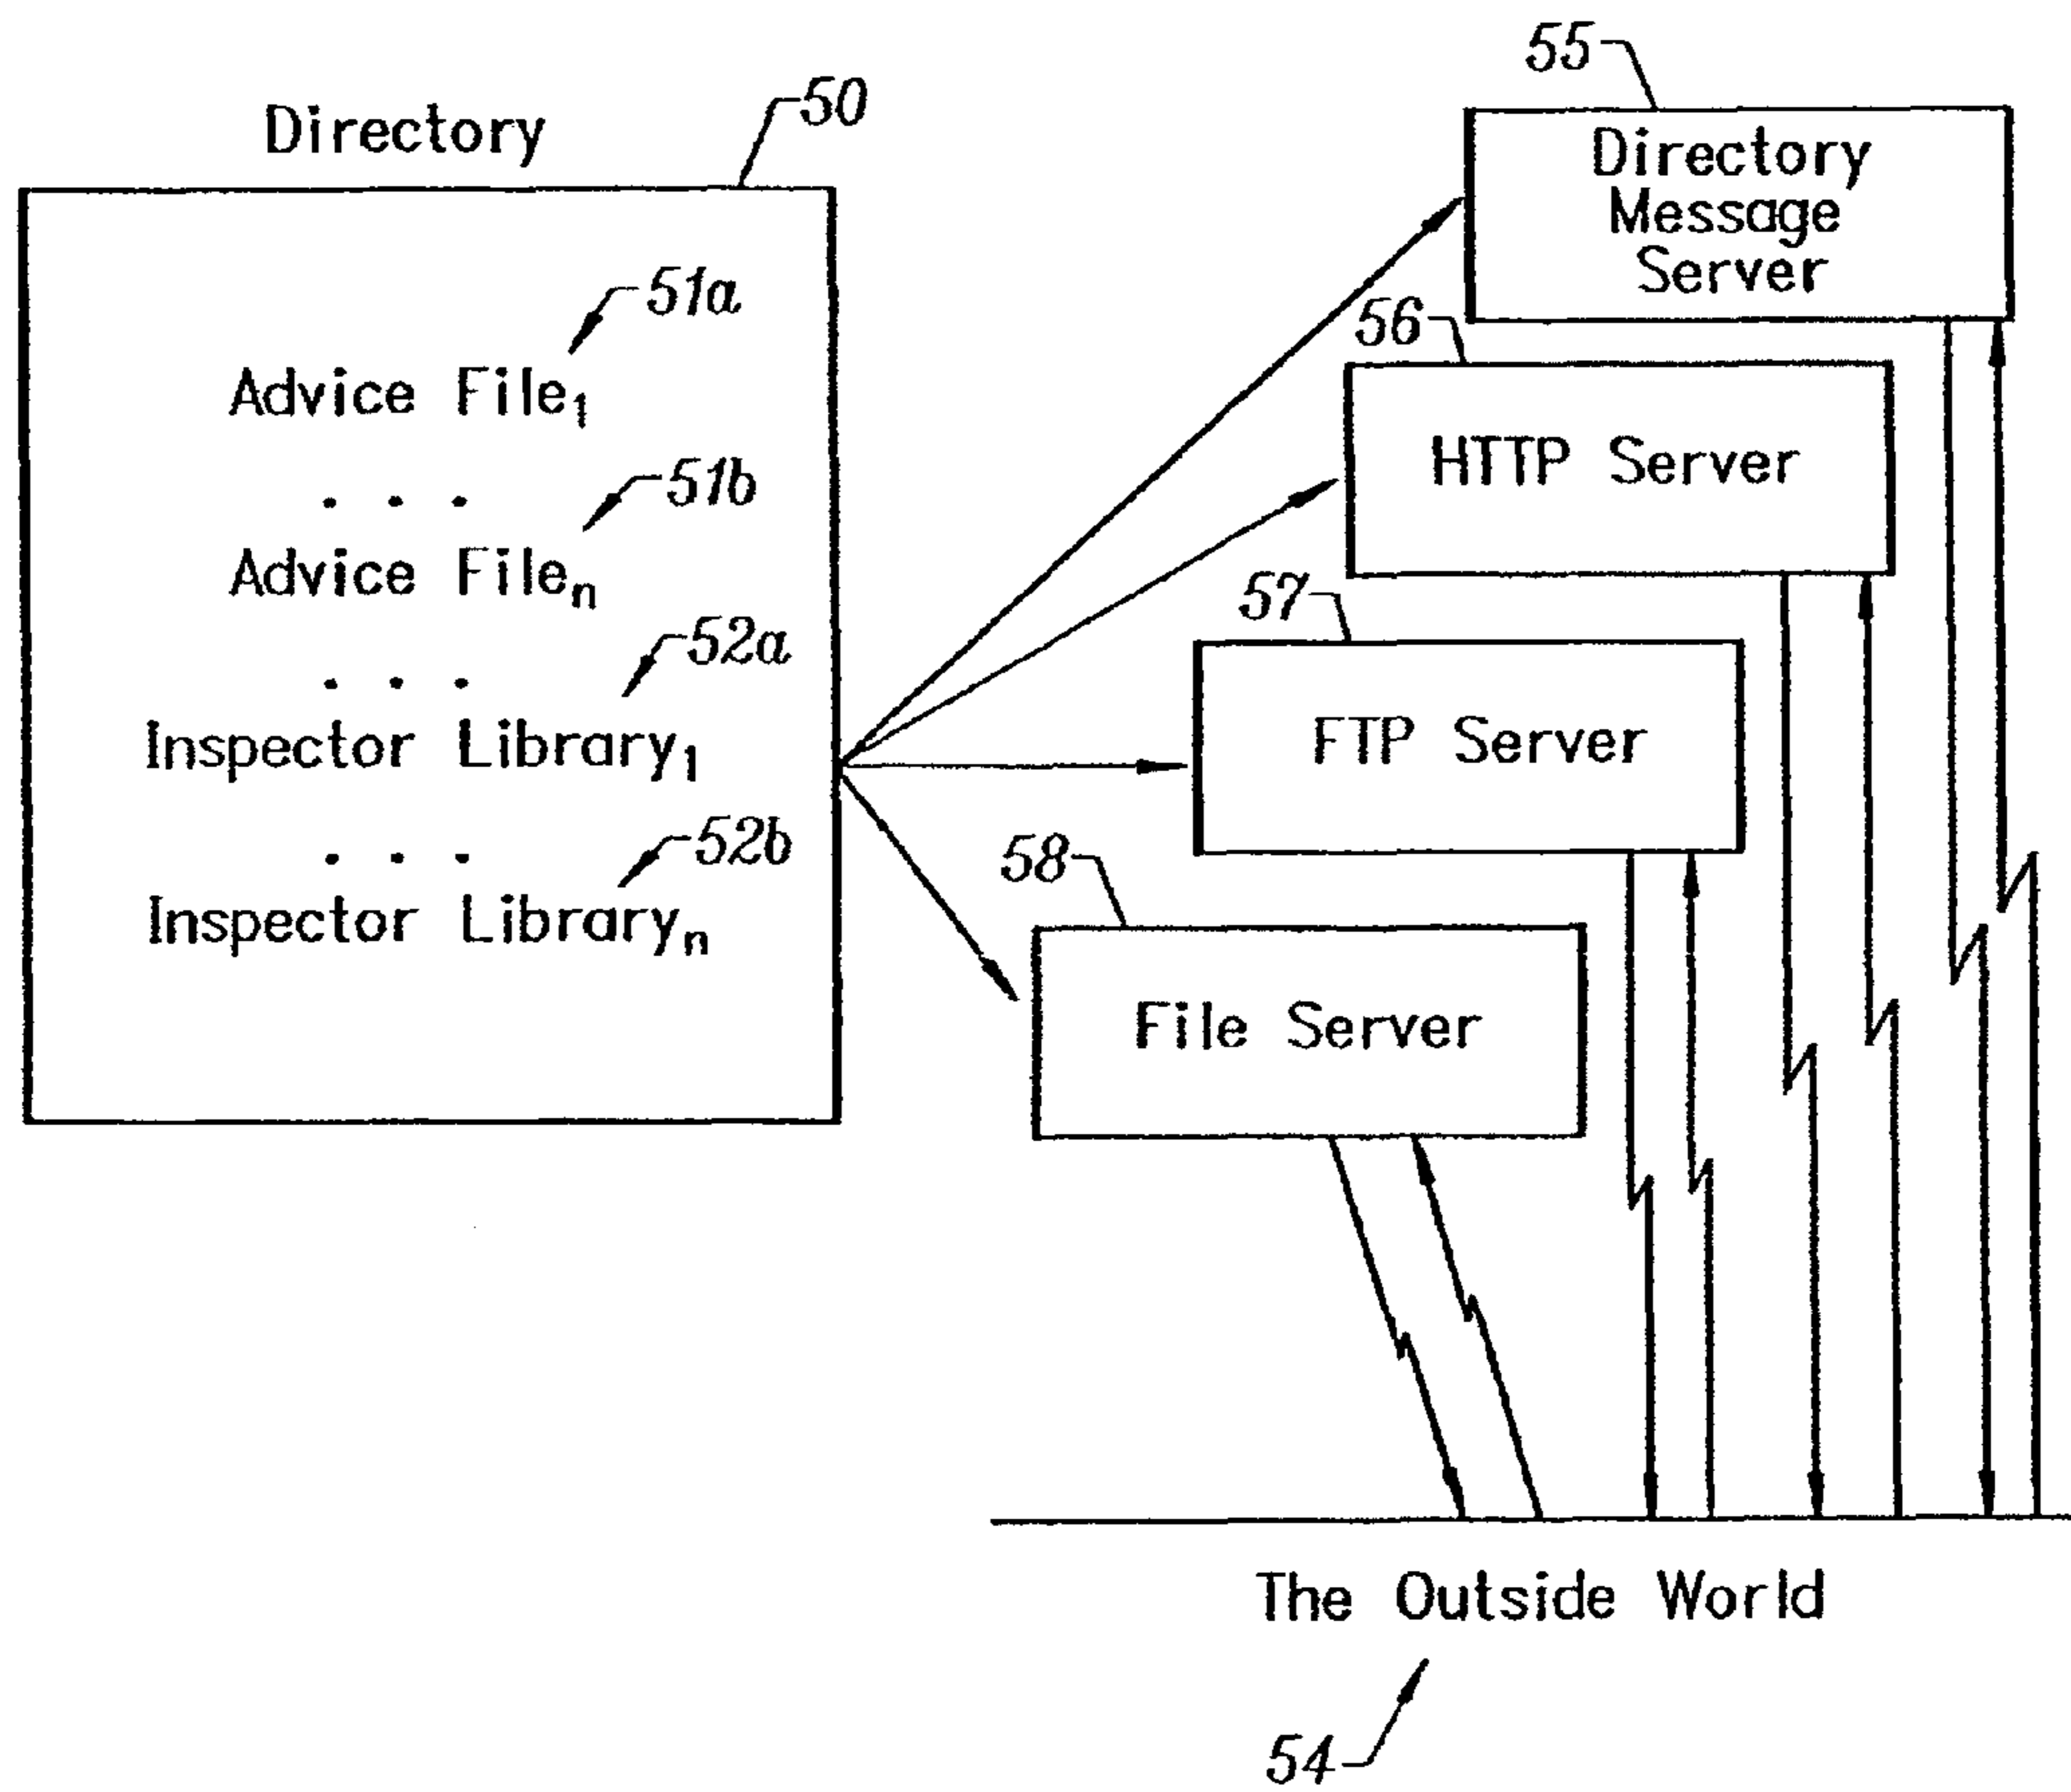 Directory
50
51a
Advice File1
. . .
51b
Advice Filen
52a
. . .
Inspector Library1
52b
. . .
Inspector Libraryn
55
Directory
Message
Server
56
HTTP Server
57
FTP Server
58
File Server
The Outside World
54